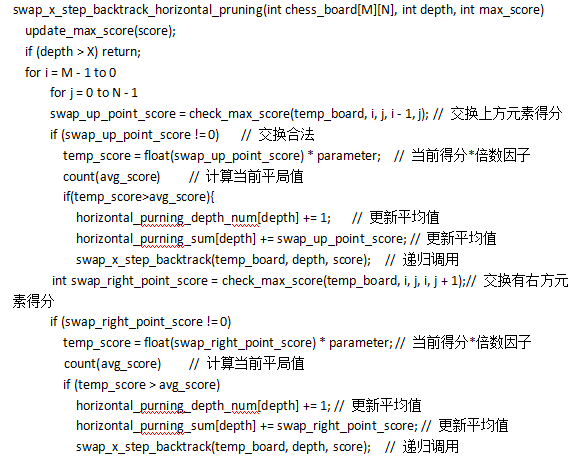 swap_x_step_backtrack_horizontal_pruning(int chess_board[M][N], int depth, int max_score)
update_max_score(score);
if (depth > X) return;
for i = M - 1 to 0
for j = 0 to N - 1
swap_up_point_score = check_max_score(temp_board, i, j, i - 1, j); // 交换上方元素得分
if (swap_up_point_score != 0) // 交换合法
temp_score = float(swap_up_point_score) * parameter; // 当前得分*倍数因子
count(avg_score) // 计算当前平局值
if(temp_score>avg_score){
horizontal_purning_depth_num[depth] += 1; // 更新平均值
horizontal_purning_sum[depth] += swap_up_point_score; // 更新平均值
swap_x_step_backtrack(temp_board, depth, score); // 递归调用
int swap_right_point_score = check_max_score(temp_board, i, j, i, j + 1);// 交换有右方元
素得分
if (swap_right_point_score != 0)
temp_score = float(swap_right_point_score) * parameter; // 当前得分*倍数因子
count(avg_score) // 计算当前平局值
if (temp_score > avg_score)
horizontal_purning_depth_num[depth] += 1; // 更新平均值
horizontal_purning_sum[depth] += swap_right_point_score; // 更新平均值
swap_x_step_backtrack(temp_board, depth, score); // 递归调用